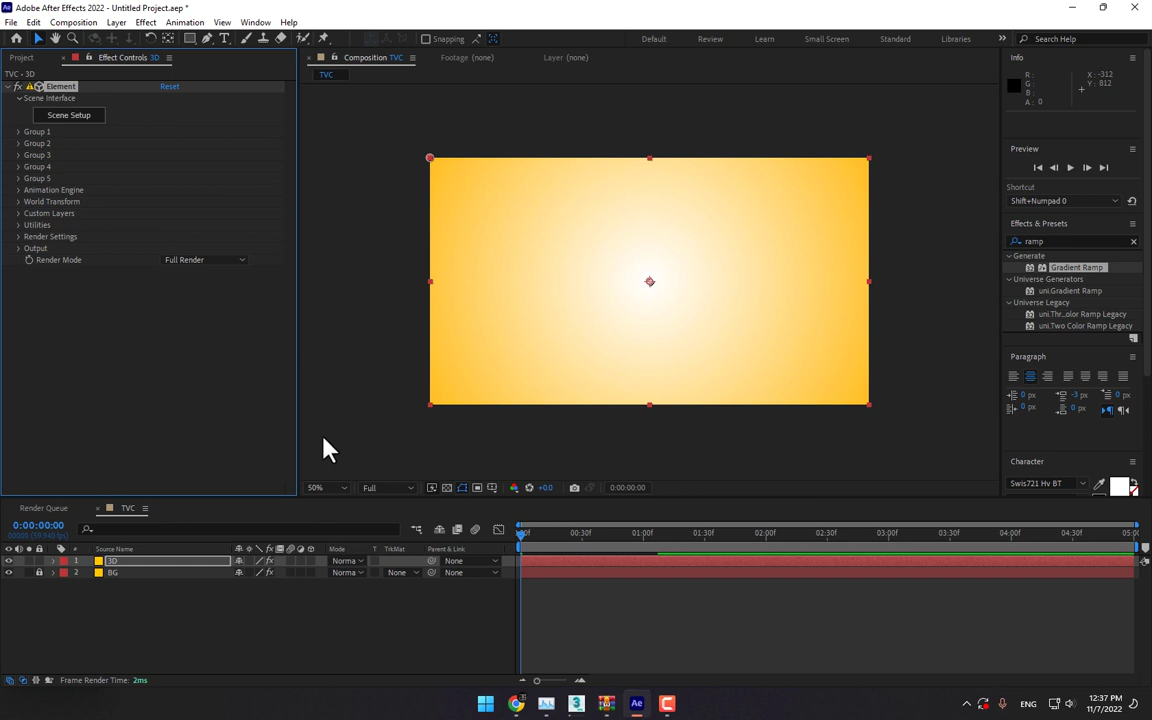 Adobe After Effects 2022 - Untitled Project.aep *
File Edit Composition Layer Effect Animation View Window Help
Snapping
Default Review Learn Small Screen Standard Libraries
Search Help
Project
Effect Controls 3D
TVC • 3D
fx Element Reset
Scene Interface
Scene Setup
Group 1
Group 2
Group 3
Group 4
Group 5
Animation Engine
World Transform
Custom Layers
Utilities
Render Settings
Output
Render Mode Full Render
Composition TVC
Footage (none)
Layer (none)
TVC
50% Full +0.0 0:00:00:00
Info
R :
G :
B :
A : 0
X : -312
Y : 812
Preview
Shortcut
Shift+Numpad 0
Effects & Presets
ramp
Generate
Gradient Ramp
Universe Generators
uni.Gradient Ramp
Universe Legacy
uni.Thr...olor Ramp Legacy
uni.Two Color Ramp Legacy
Paragraph
0 px -3 px 0 px
0 px 0 px
Character
Swis721 Hv BT
Render Queue
TVC
0:00:00:00
00000 (59.940 fps)
# Source Name Mode T TrkMat Parent & Link
1 3D fx Norma None
2 BG fx Norma None None
:00f 00:30f 01:00f 01:30f 02:00f 02:30f 03:00f 03:30f 04:00f 04:30f 05:0
Frame Render Time: 2ms
Ae
ENG
12:37 PM
11/7/2022